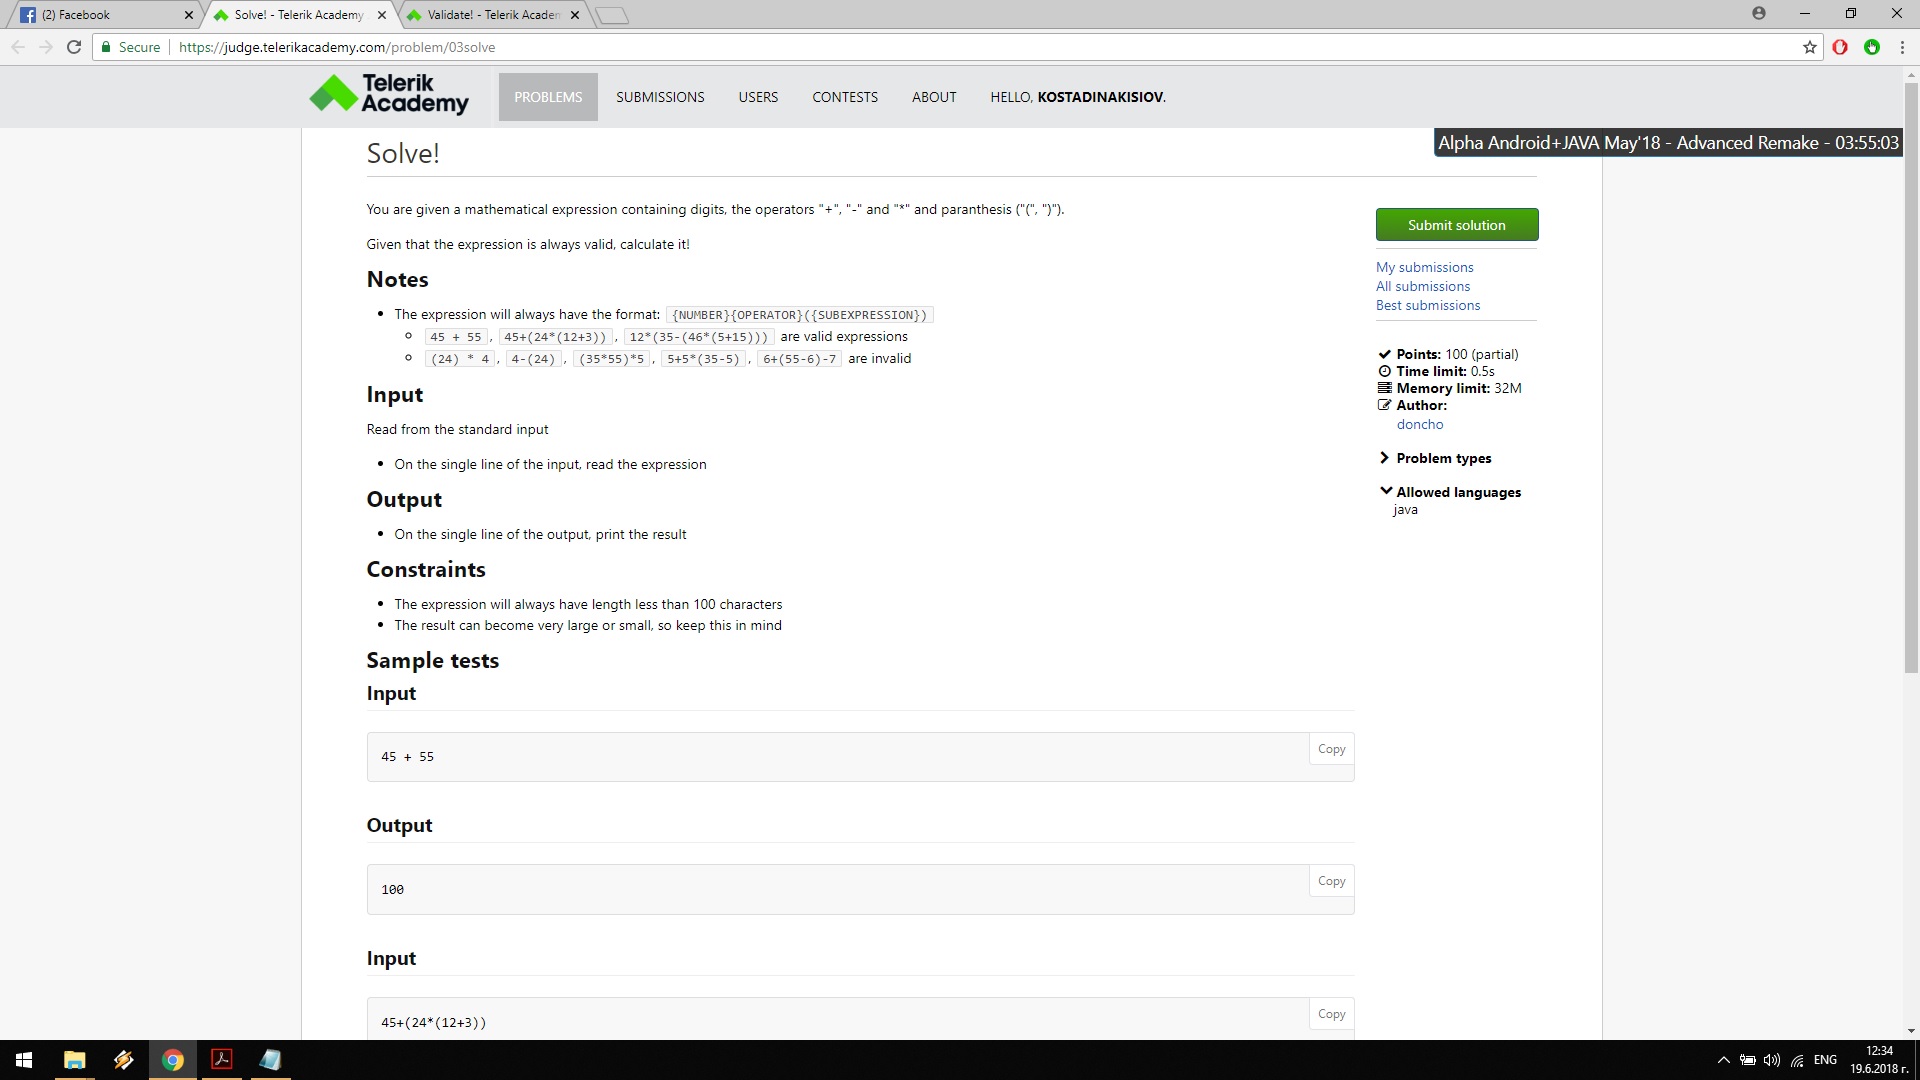 (2) Facebook
Solve! - Telerik Academy
Validate! - Telerik Academ
Secure
https://judge.telerikacademy.com/problem/03solve
Telerik
Academy
PROBLEMS
SUBMISSIONS
USERS
CONTESTS
ABOUT
HELLO, KOSTADINAKISIOV.
Alpha Android+JAVA May'18 - Advanced Remake - 03:55:03
Solve!
You are given a mathematical expression containing digits, the operators "+", "-" and "*" and paranthesis ("(", ")").
Given that the expression is always valid, calculate it!
Notes
The expression will always have the format: {NUMBER}{OPERATOR}({SUBEXPRESSION})
45 + 55, 45+(24*(12+3)), 12*(35-(46*(5+15))) are valid expressions
(24) * 4, 4-(24), (35*55)*5, 5+5*(35-5), 6+(55-6)-7 are invalid
Input
Read from the standard input
On the single line of the input, read the expression
Output
On the single line of the output, print the result
Constraints
The expression will always have length less than 100 characters
The result can become very large or small, so keep this in mind
Sample tests
Input
Copy
45 + 55
Output
Copy
100
Input
Copy
45+(24*(12+3))
Submit solution
My submissions
All submissions
Best submissions
Points: 100 (partial)
Time limit: 0.5s
Memory limit: 32M
Author:
doncho
Problem types
Allowed languages
java
ENG
12:34
19.6.2018 г.